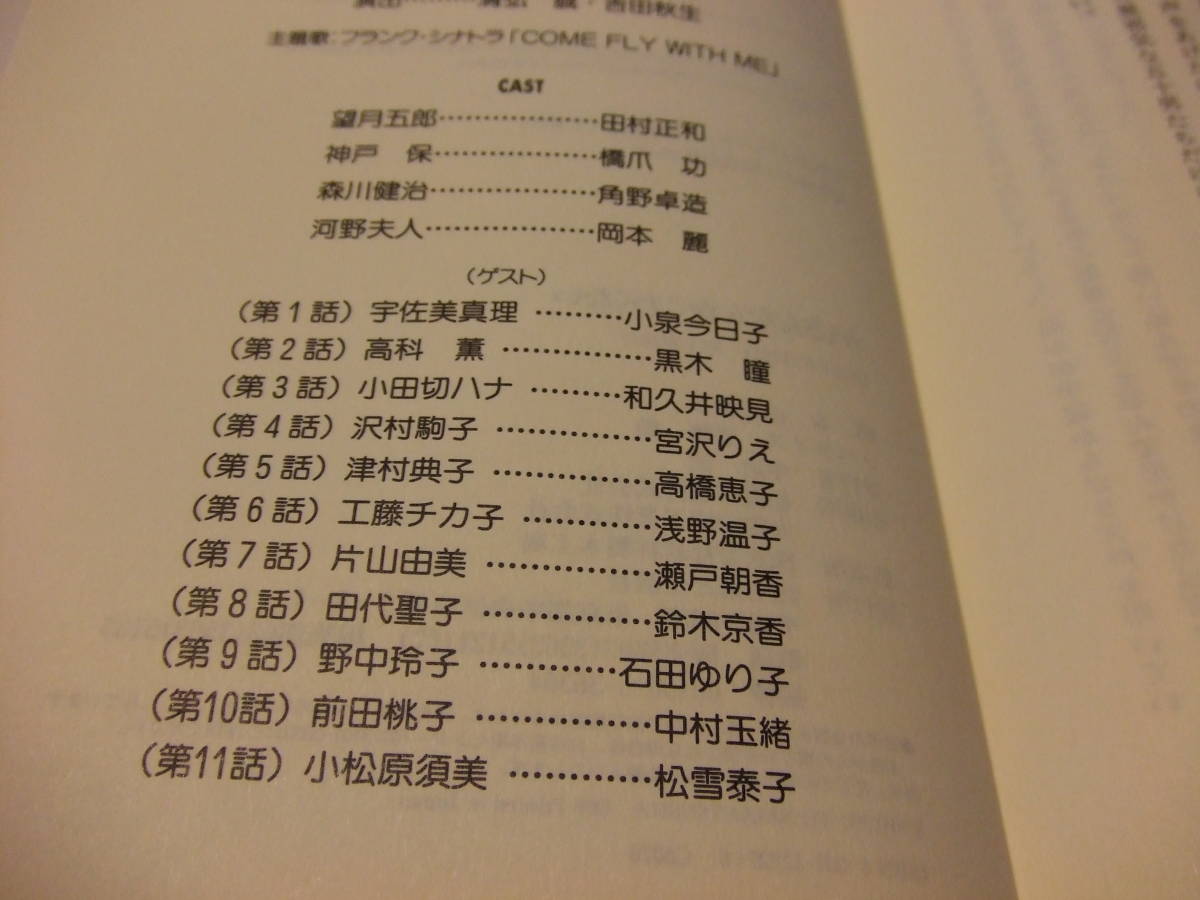 演出………清弘 誠・吉田秋生
主題歌：フランク・シナトラ「COME FLY WITH ME」
CAST
望月五郎………………田村正和
神戸 保………………橋爪 功
森川健治………………角野卓造
河野夫人………………岡本 麗
（ゲスト）
（第1話）宇佐美真理 ………小泉今日子
（第2話）高科 薫 ……………黒木 瞳
（第3話）小田切ハナ ………和久井映見
（第4話）沢村駒子 ……………宮沢りえ
（第5話）津村典子 ……………高橋恵子
（第6話）工藤チカ子 …………浅野温子
（第7話）片山由美 ……………瀬戸朝香
（第8話）田代聖子 ……………鈴木京香
（第9話）野中玲子 …………石田ゆり子
（第10話）前田桃子 ……………中村玉緒
（第11話）小松原須美 …………松雪泰子